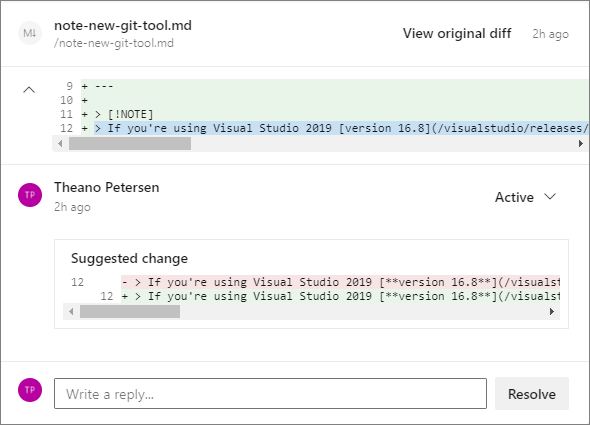 M↓ note-new-git-tool.md View original diff 2h ago
/note-new-git-tool.md
9 + ---
10 +
11 + > [!NOTE]
12 + > If you're using Visual Studio 2019 [version 16.8](/visualstudio/releases/
TP Theano Petersen Active
2h ago
Suggested change
12 - > If you're using Visual Studio 2019 [**version 16.8**](/visualst
12 + > If you're using Visual Studio 2019 [**version 16.8**](/visualst
TP Write a reply... Resolve